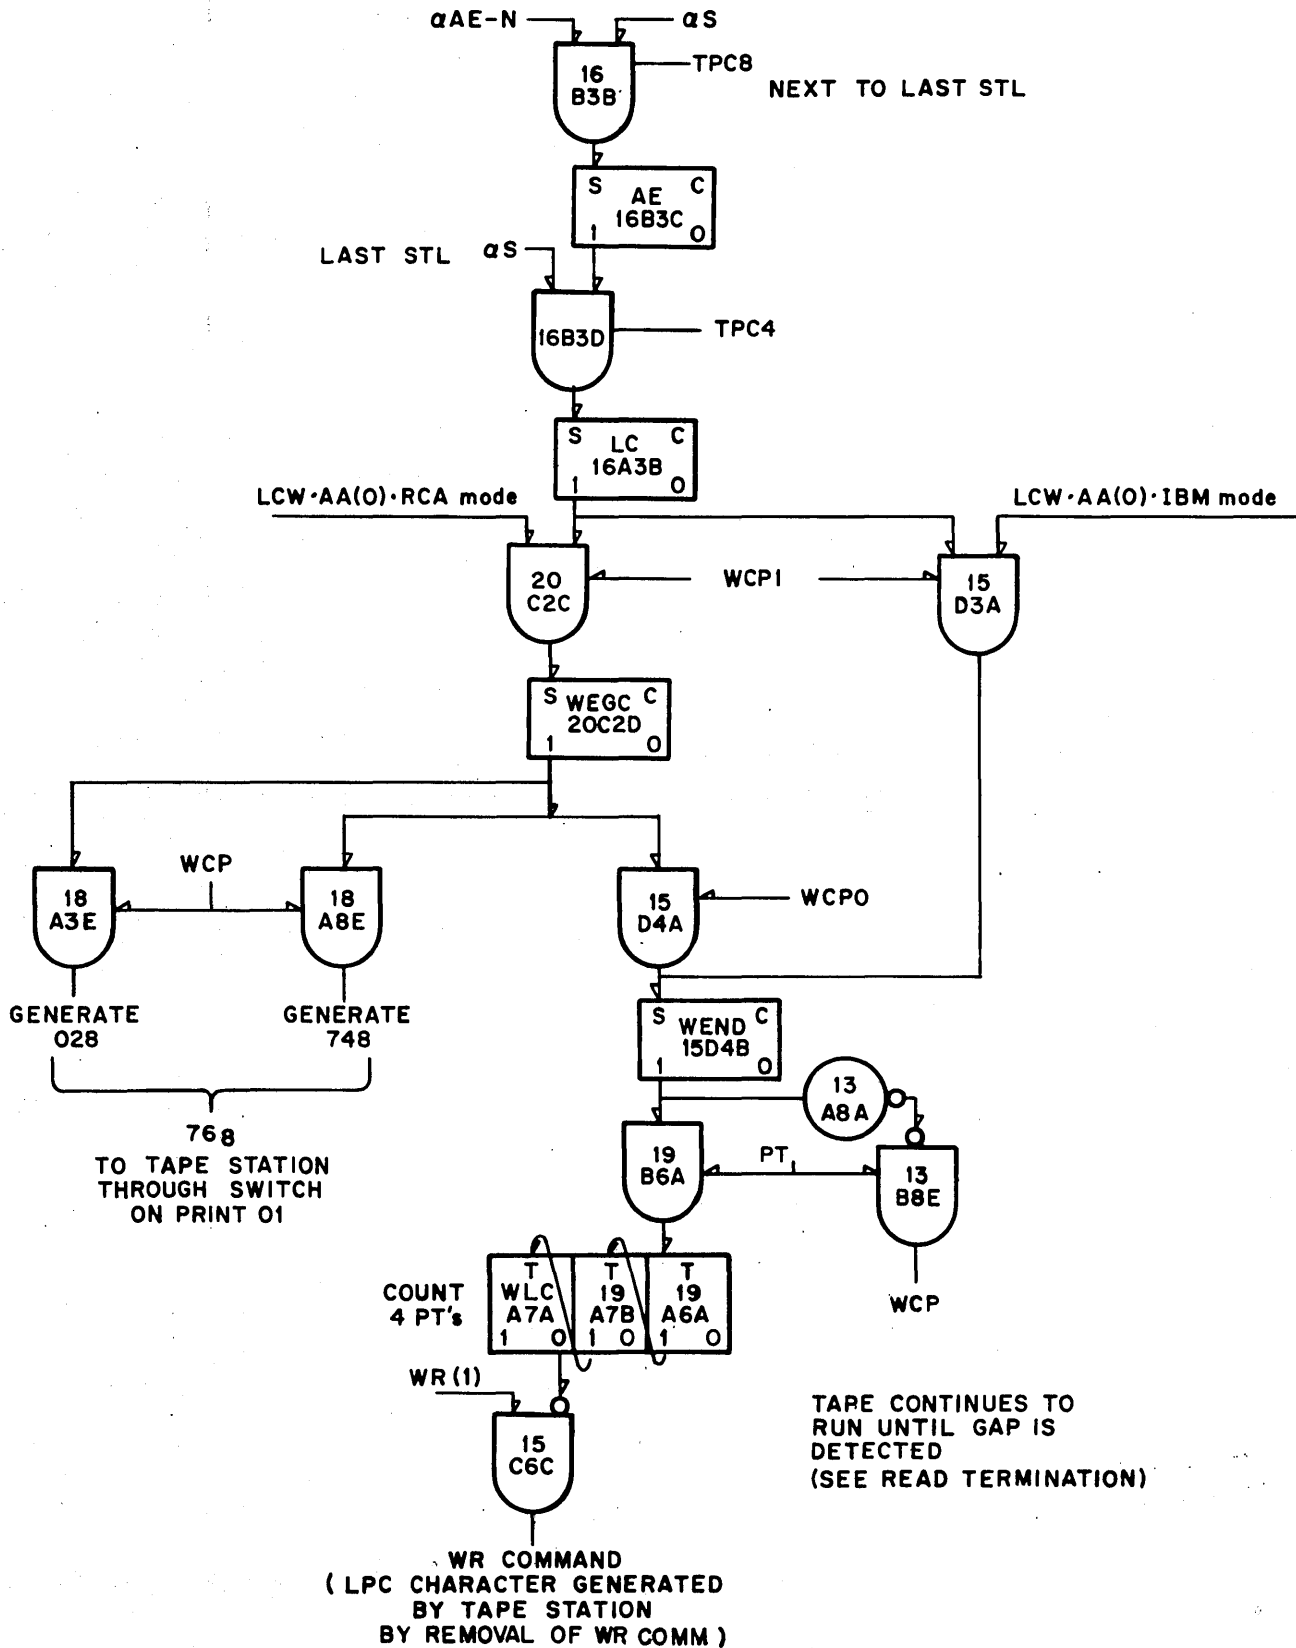 αAE-N
αS
16
B3B
TPC8
NEXT TO LAST STL
S C
AE
16B3C
1 0
LAST STL
αS
16B3D
TPC4
S C
LC
16A3B
1 0
LCW·AA(0)·RCA mode
LCW·AA(0)·IBM mode
20
C2C
WCP1
15
D3A
S WEGC C
20C2D
1 0
WCP
18
A3E
18
A8E
15
D4A
WCP0
GENERATE
028
GENERATE
748
S WEND C
15D4B
1 0
13
A8A
768
TO TAPE STATION
THROUGH SWITCH
ON PRINT 01
19
B6A
PT
13
B8E
WCP
COUNT
4 PT's
T T T
WLC 19 19
A7A A7B A6A
1 0 1 0 1 0
WR(1)
15
C6C
TAPE CONTINUES TO
RUN UNTIL GAP IS
DETECTED
(SEE READ TERMINATION)
WR COMMAND
(LPC CHARACTER GENERATED
BY TAPE STATION
BY REMOVAL OF WR COMM)